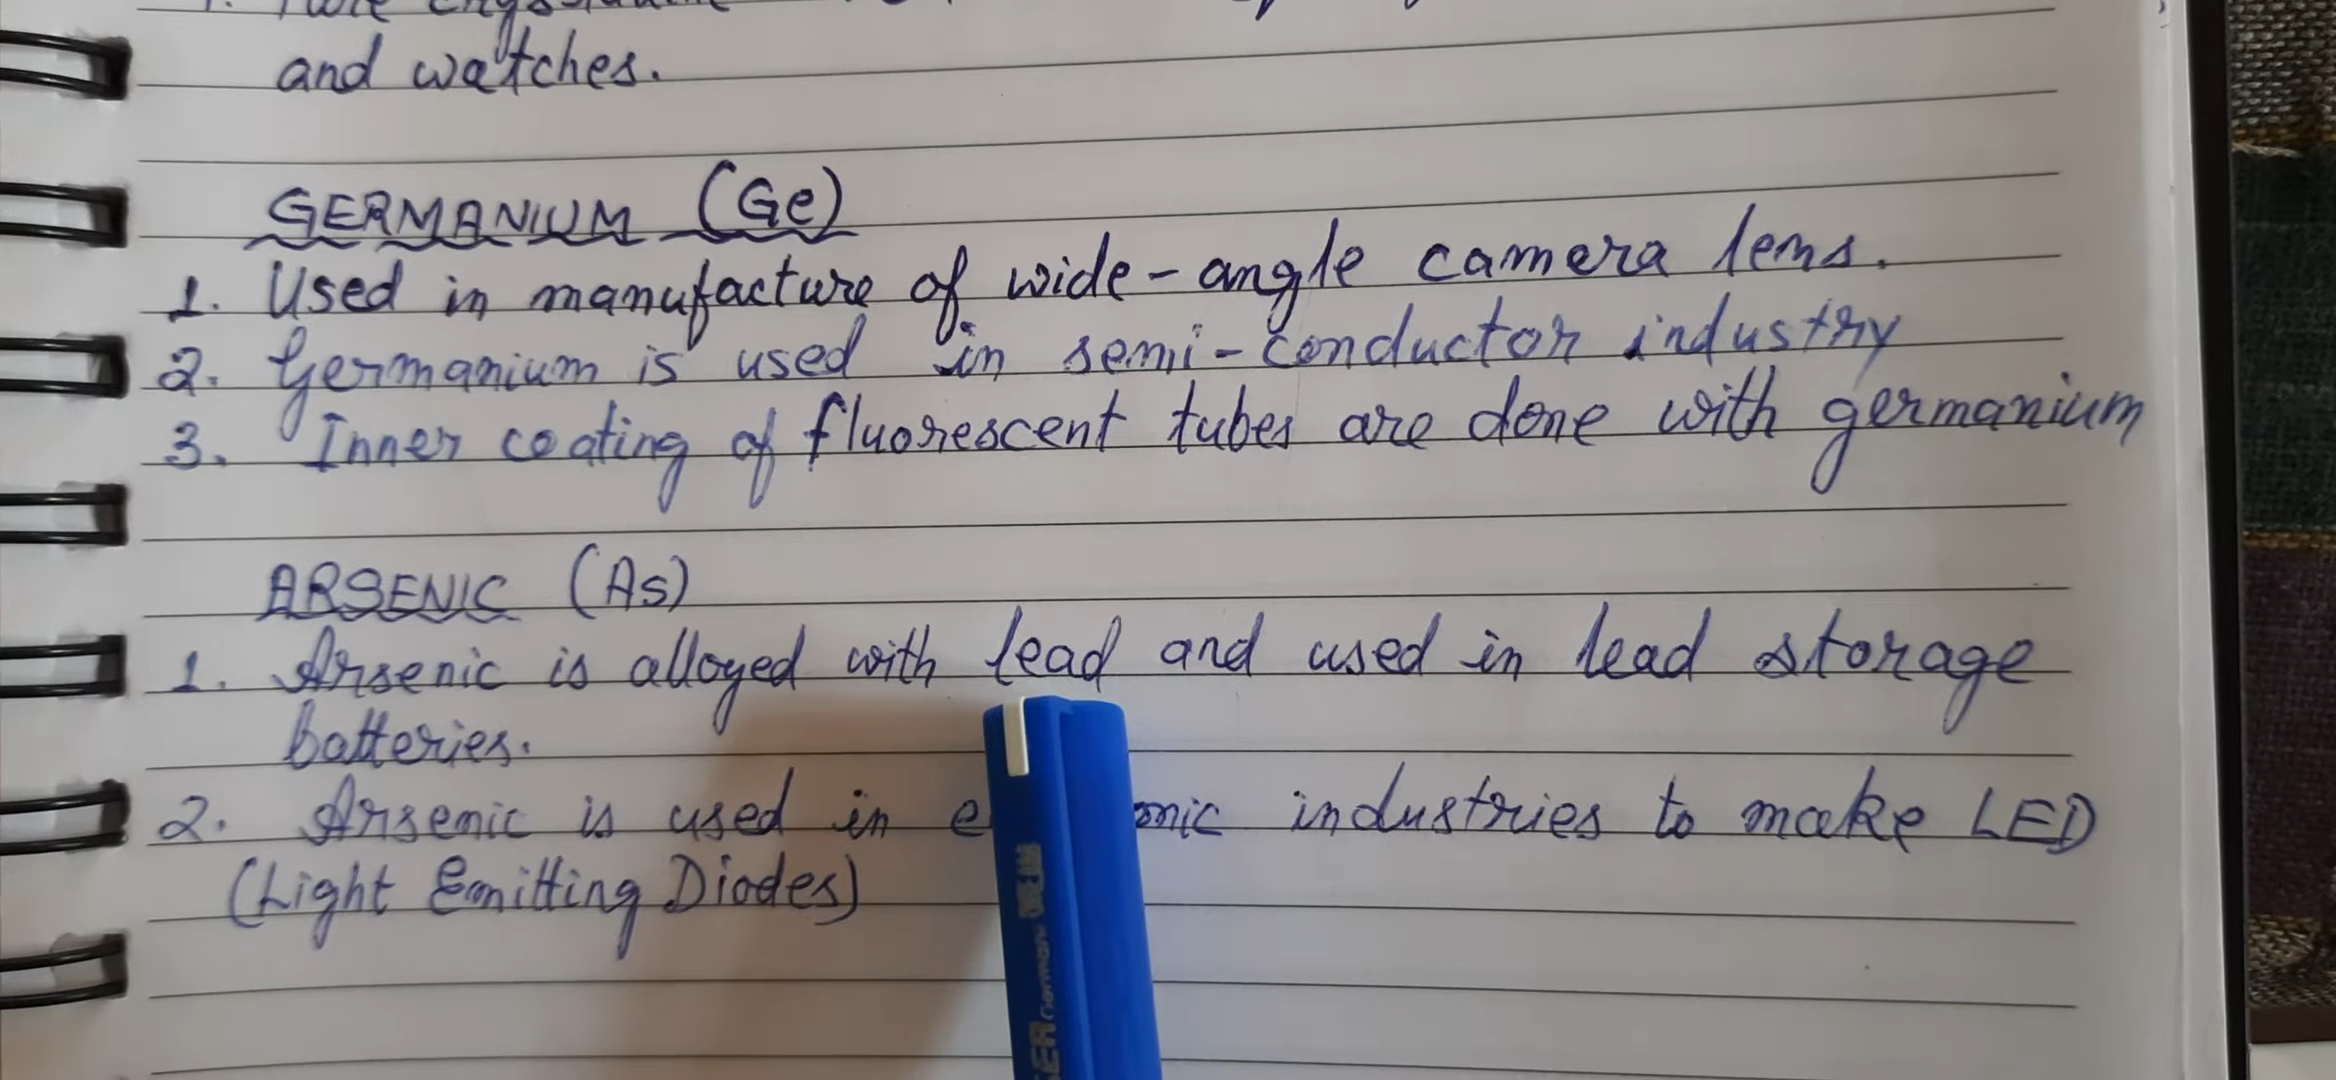 1. Pure
and watches.
GERMANIUM (Ge)
1. Used in manufacture of wide-angle camera lens.
2. Germanium is used in semi-conductor industry
3. Inner coating of fluorescent tubes are done with germanium
ARSENIC (As)
1. Arsenic is alloyed with lead and used in lead storage
batteries.
2. Arsenic is used in e onic industries to make LED
(Light Emitting Diodes)